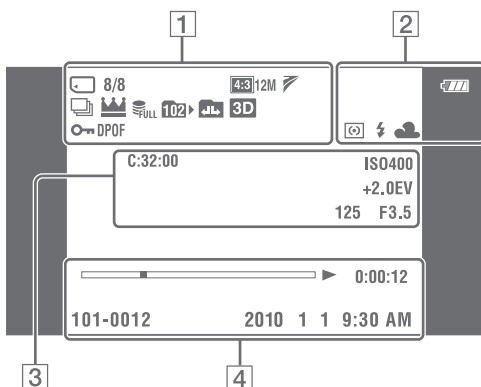 1
2
8/8 4:3 12M
FULL 102 3D
DPOF
C:32:00 ISO400
+2.0EV
125 F3.5
0:00:12
101-0012 2010 1 1 9:30 AM
3
4